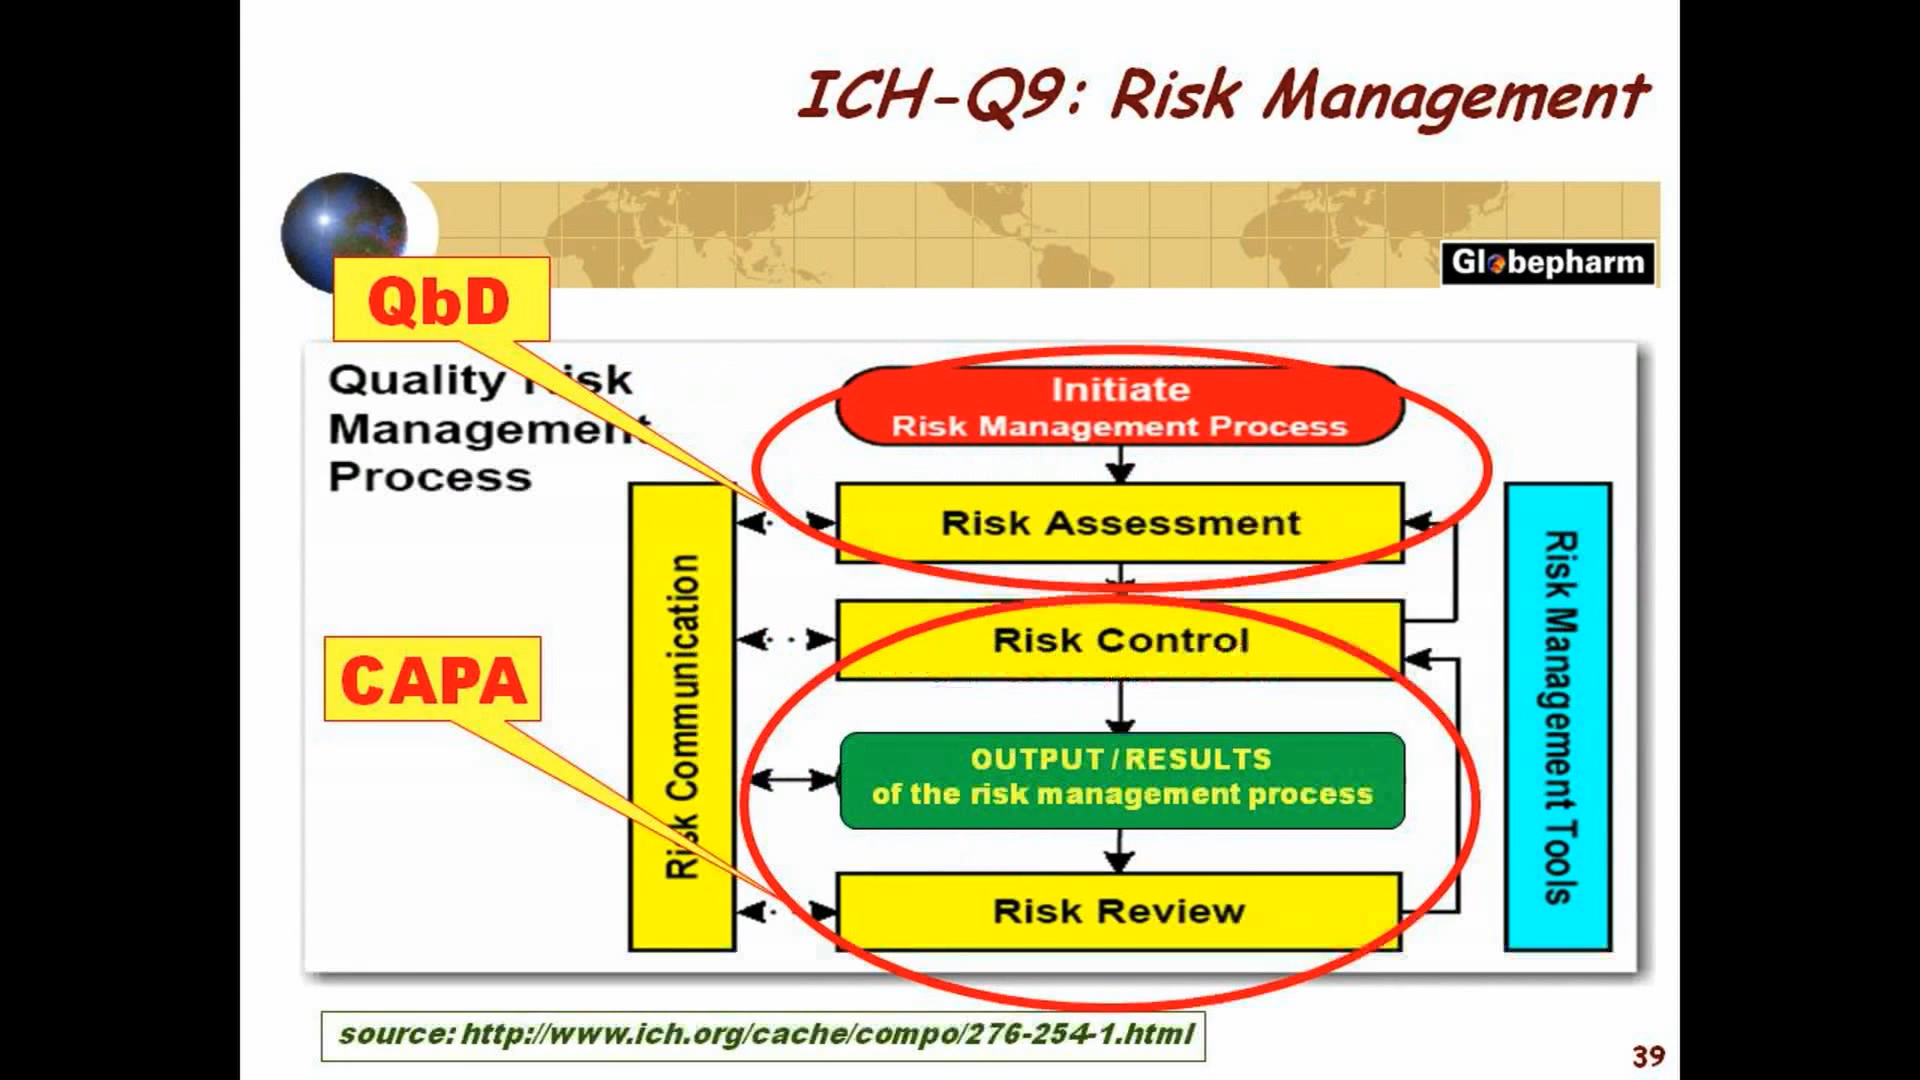 ICH-Q9: Risk Management
Globepharm
QbD
Quality Risk
Management
Process
Initiate
Risk Management Process
Risk Assessment
Risk Control
CAPA
OUTPUT / RESULTS
of the risk management process
Risk Review
Risk Communication
Risk Management Tools
source: http://www.ich.org/cache/compo/276-254-1.html
39